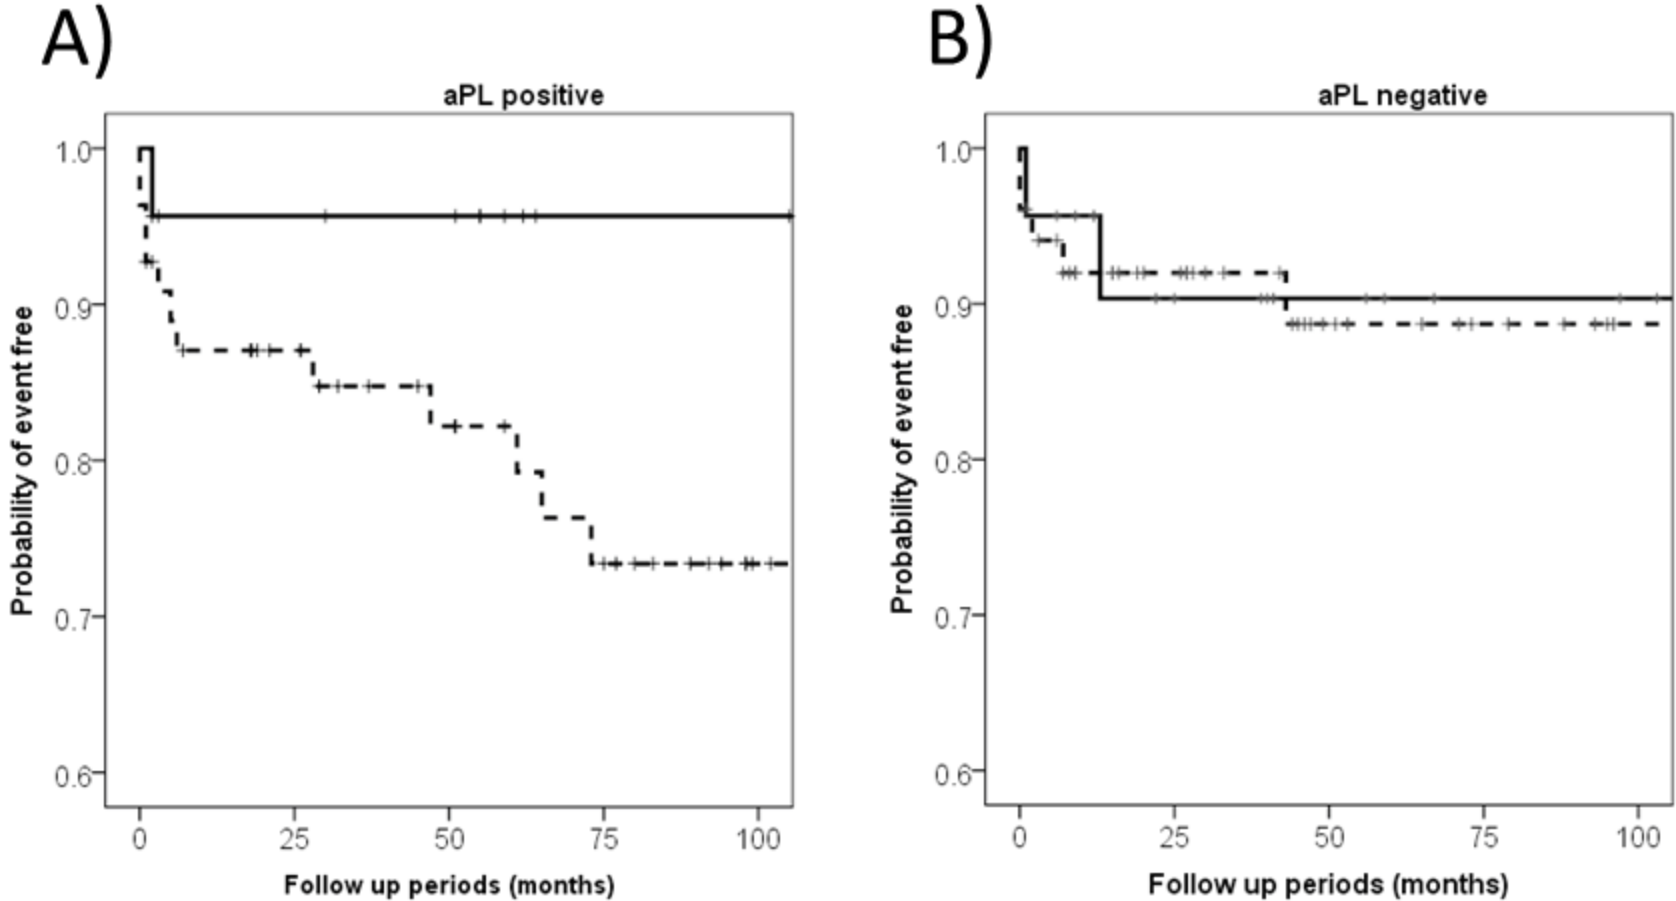 A)
aPL positive
1.0
0.9
0.8
0.7
0.6
Probability of event free
0 25 50 75 100
Follow up periods (months)
B)
aPL negative
1.0
0.9
0.8
0.7
0.6
Probability of event free
0 25 50 75 100
Follow up periods (months)